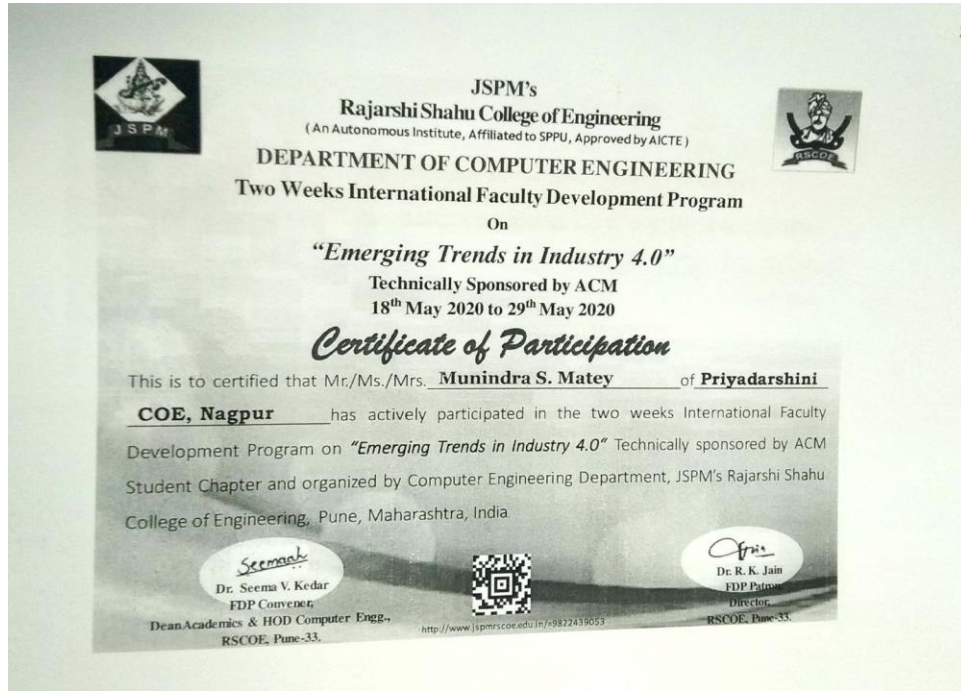 JSPM
RSCOE
JSPM's
Rajarshi Shahu College of Engineering
(An Autonomous Institute, Affiliated to SPPU, Approved by AICTE)
DEPARTMENT OF COMPUTER ENGINEERING
Two Weeks International Faculty Development Program
On
“Emerging Trends in Industry 4.0”
Technically Sponsored by ACM
18th May 2020 to 29th May 2020
Certificate of Participation
This is to certified that Mr./Ms./Mrs. Munindra S. Matey of Priyadarshini
COE, Nagpur has actively participated in the two weeks International Faculty
Development Program on “Emerging Trends in Industry 4.0” Technically sponsored by ACM
Student Chapter and organized by Computer Engineering Department, JSPM's Rajarshi Shahu
College of Engineering, Pune, Maharashtra, India.
Seemaah
Dr. Seema V. Kedar
FDP Convener,
Dean Academics & HOD Computer Engg.,
RSCOE, Pune-33.
http://www.jspmrscoe.edu.in/=9822439053
Dr. R. K. Jain
FDP Patron
Director,
RSCOE, Pune-33.